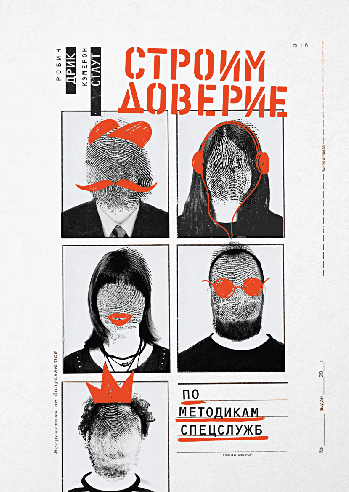 РОБИН
ДРИК
КЭМЕРОН
СТАУТ
СТРОИМ
ДОВЕРИЕ
ПО
МЕТОДИКАМ
СПЕЦСЛУЖБ